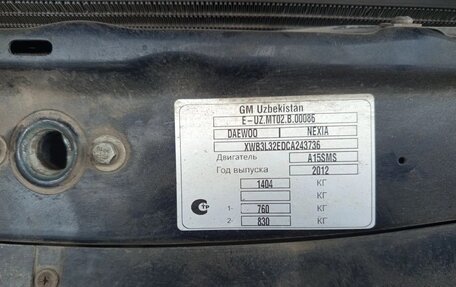 GM Uzbekistan
E-UZ.MT02.B.00086
DAEWOO | NEXIA
XWB3L32EDCA243736
Двигатель A15SMS
Год выпуска 2012
1404 КГ
КГ
1- 760 КГ
2- 830 КГ